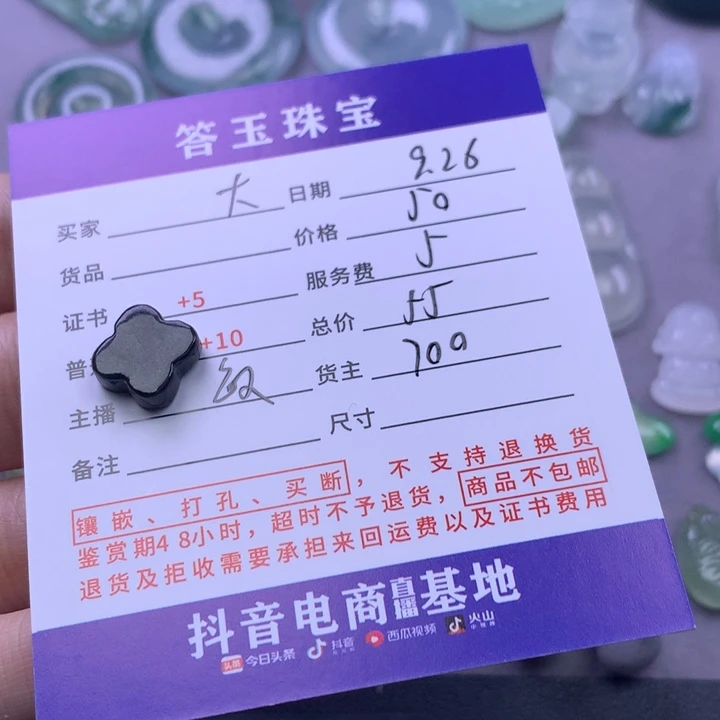 答玉珠宝
买家 大 日期 9.26
货品 价格 50
证书 +5 服务费 5
普 +10 总价 55
主播 货主 700
备注 尺寸
镶嵌、打孔、买断，不支持退换货
鉴赏期48小时，超时不予退货，商品不包邮
退货及拒收需要承担来回运费以及证书费用
抖音电商直播基地
头条 今日头条 抖音 西瓜视频 火山